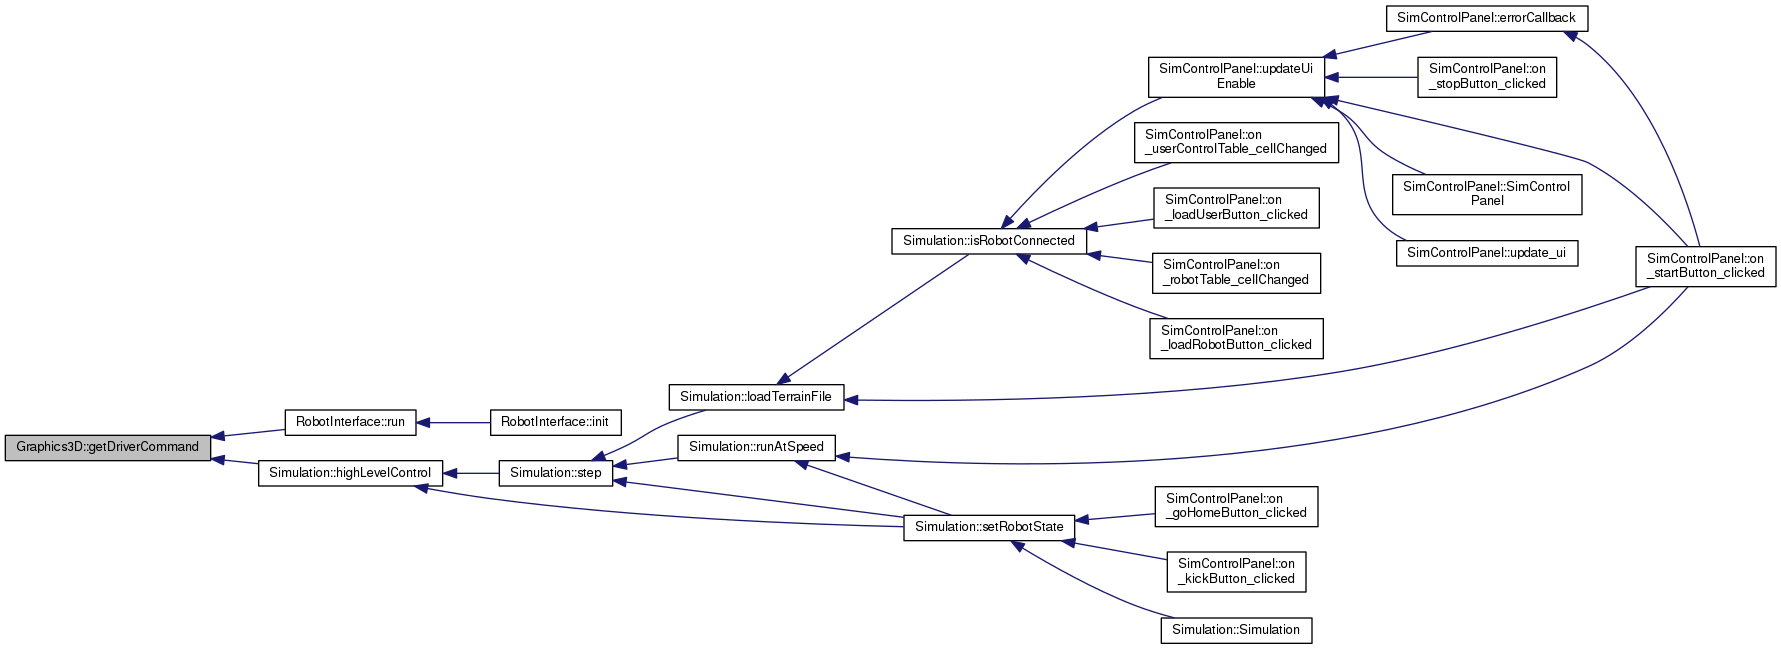 Graphics3D::getDriverCommand
RobotInterface::run
RobotInterface::init
Simulation::highLevelControl
Simulation::step
Simulation::loadTerrainFile
Simulation::runAtSpeed
Simulation::setRobotState
Simulation::isRobotConnected
SimControlPanel::updateUi
Enable
SimControlPanel::on
_userControlTable_cellChanged
SimControlPanel::on
_loadUserButton_clicked
SimControlPanel::on
_robotTable_cellChanged
SimControlPanel::on
_loadRobotButton_clicked
SimControlPanel::on
_goHomeButton_clicked
SimControlPanel::on
_kickButton_clicked
Simulation::Simulation
SimControlPanel::errorCallback
SimControlPanel::on
_stopButton_clicked
SimControlPanel::SimControl
Panel
SimControlPanel::update_ui
SimControlPanel::on
_startButton_clicked